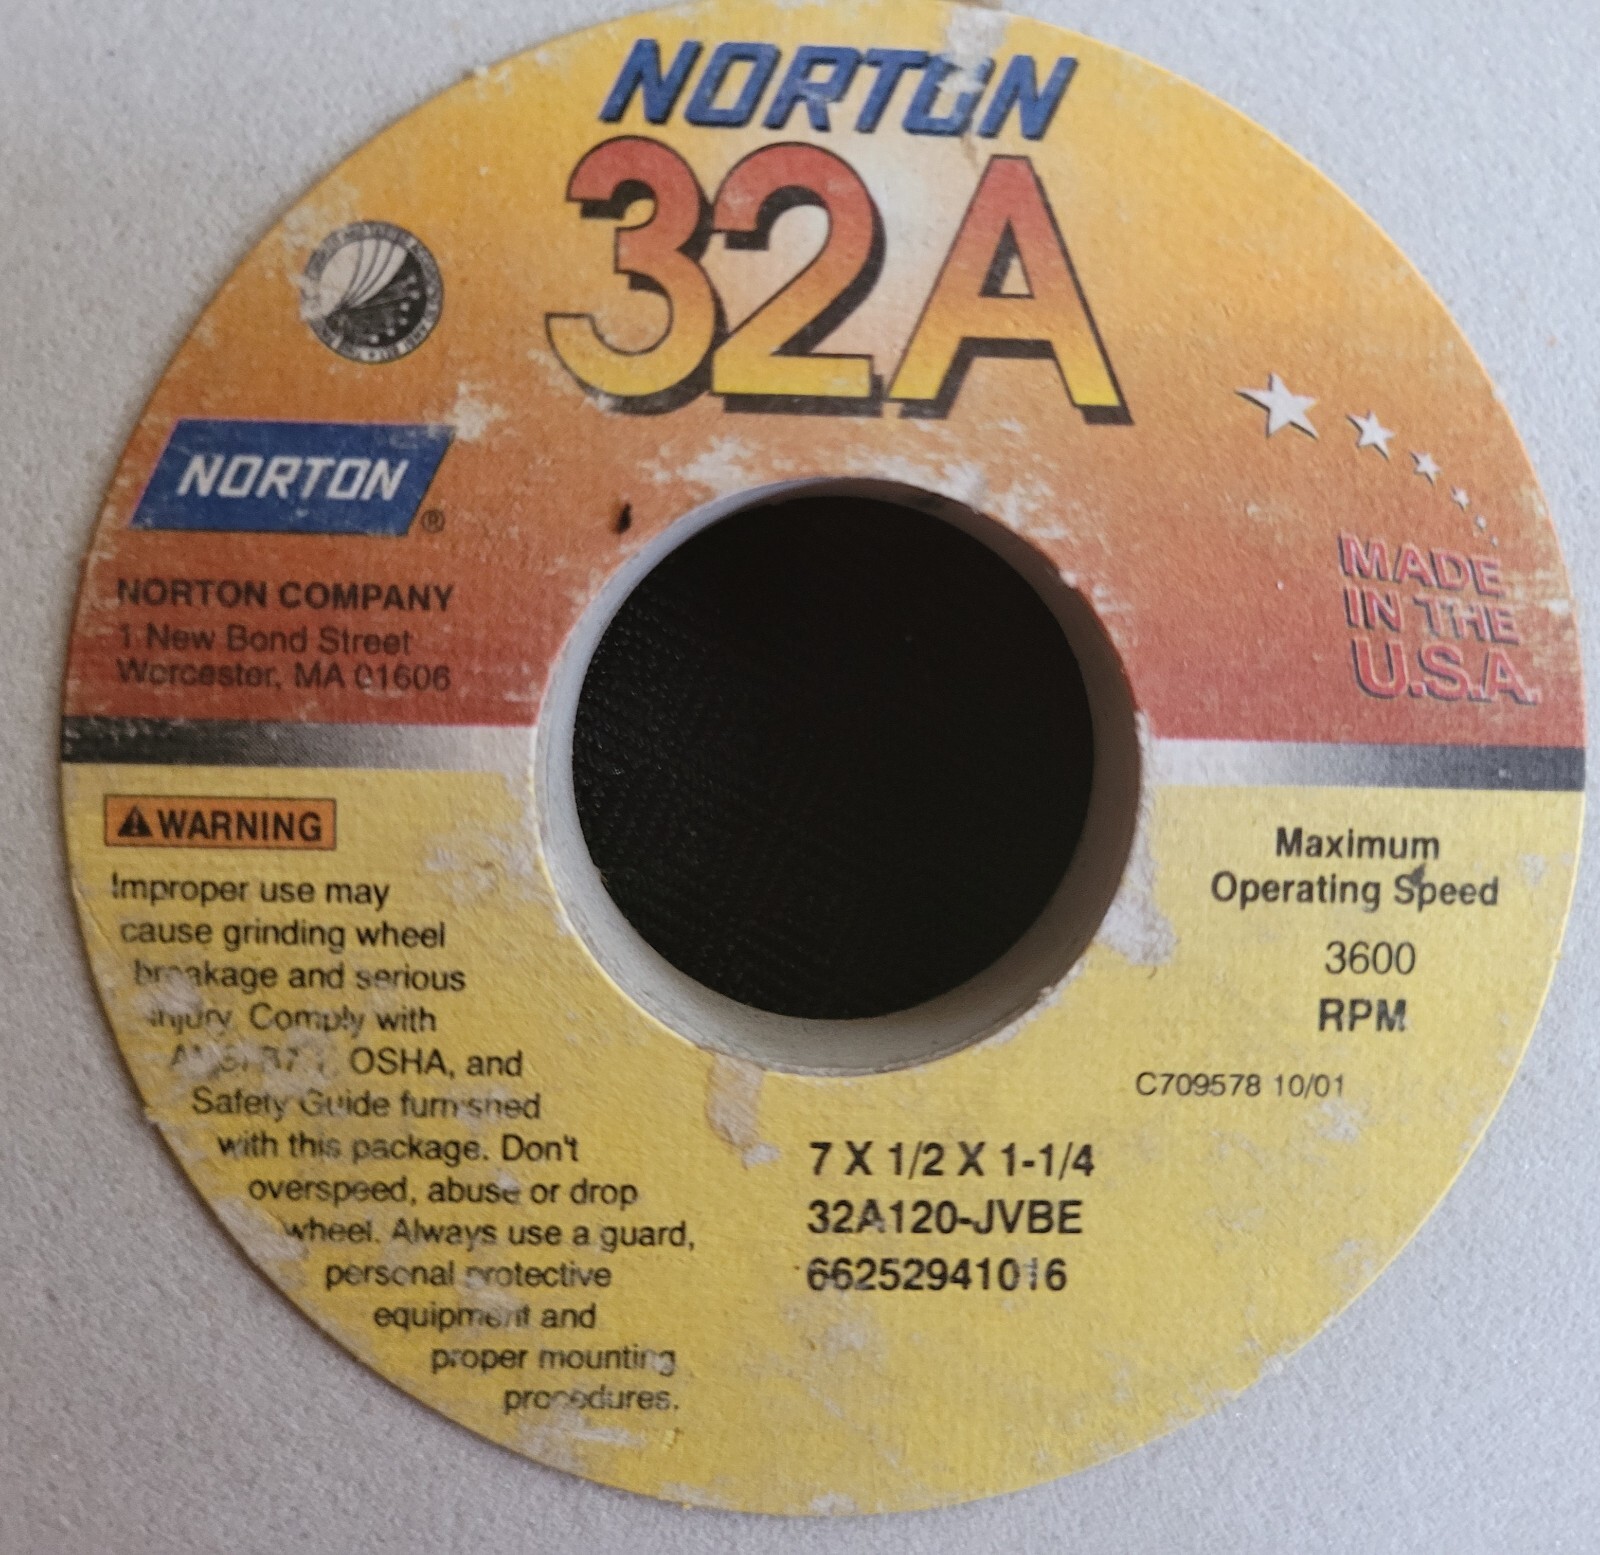 NORTON
32A
NORTON
®
NORTON COMPANY
1 New Bond Street
Worcester, MA 01606
MADE
IN THE
U.S.A.
WARNING
Improper use may
cause grinding wheel
breakage and serious
injury. Comply with
OSHA, and
Safety Guide furnished
with this package. Don't
overspeed, abuse or drop
wheel. Always use a guard,
personal protective
equipment and
proper mounting
procedures.
Maximum
Operating Speed
3600
RPM
C709578 10/01
7 X 1/2 X 1-1/4
32A120-JVBE
66252941016